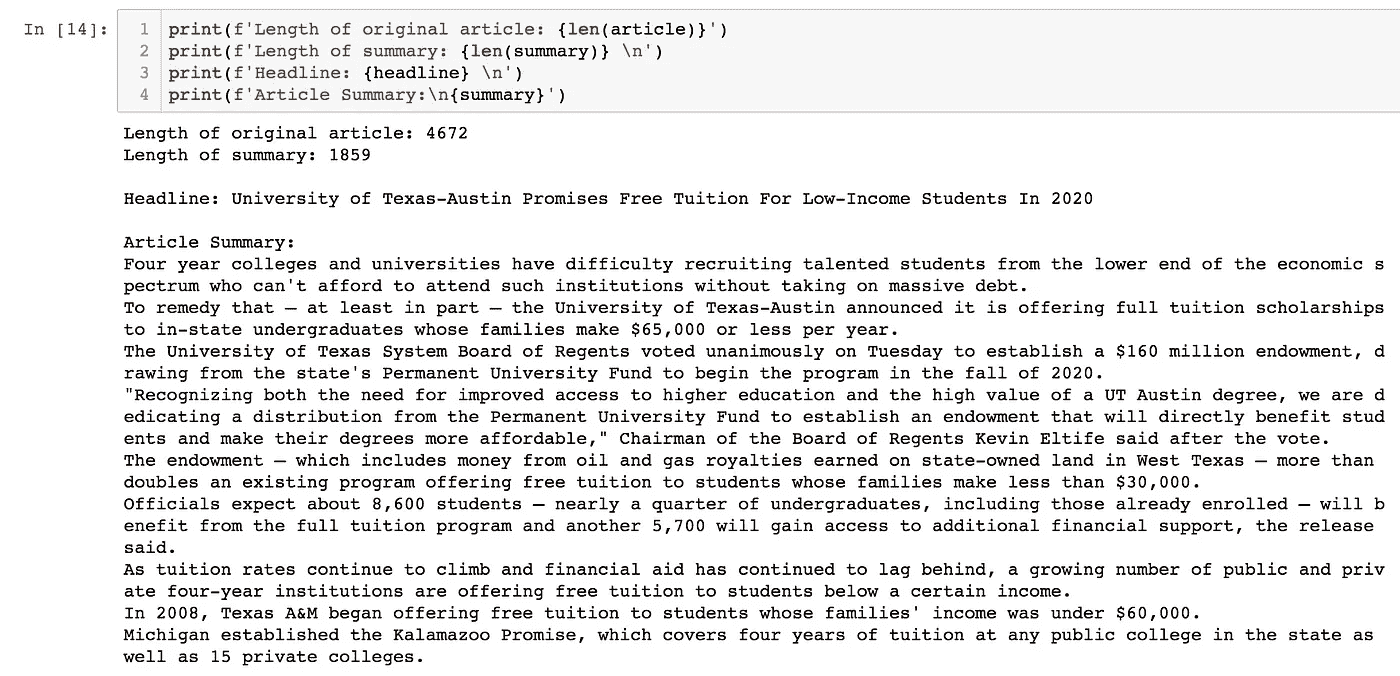 In [14]:
1 print(f'Length of original article: {len(article)}')
2 print(f'Length of summary: {len(summary)} \n')
3 print(f'Headline: {headline} \n')
4 print(f'Article Summary:\n{summary}')
Length of original article: 4672
Length of summary: 1859
Headline: University of Texas-Austin Promises Free Tuition For Low-Income Students In 2020
Article Summary:
Four year colleges and universities have difficulty recruiting talented students from the lower end of the economic s
pectrum who can't afford to attend such institutions without taking on massive debt.
To remedy that — at least in part — the University of Texas-Austin announced it is offering full tuition scholarships
to in-state undergraduates whose families make $65,000 or less per year.
The University of Texas System Board of Regents voted unanimously on Tuesday to establish a $160 million endowment, d
rawing from the state's Permanent University Fund to begin the program in the fall of 2020.
"Recognizing both the need for improved access to higher education and the high value of a UT Austin degree, we are d
edicating a distribution from the Permanent University Fund to establish an endowment that will directly benefit stud
ents and make their degrees more affordable," Chairman of the Board of Regents Kevin Eltife said after the vote.
The endowment — which includes money from oil and gas royalties earned on state-owned land in West Texas — more than
doubles an existing program offering free tuition to students whose families make less than $30,000.
Officials expect about 8,600 students — nearly a quarter of undergraduates, including those already enrolled — will b
enefit from the full tuition program and another 5,700 will gain access to additional financial support, the release
said.
As tuition rates continue to climb and financial aid has continued to lag behind, a growing number of public and priv
ate four-year institutions are offering free tuition to students below a certain income.
In 2008, Texas A&M began offering free tuition to students whose families' income was under $60,000.
Michigan established the Kalamazoo Promise, which covers four years of tuition at any public college in the state as
well as 15 private colleges.